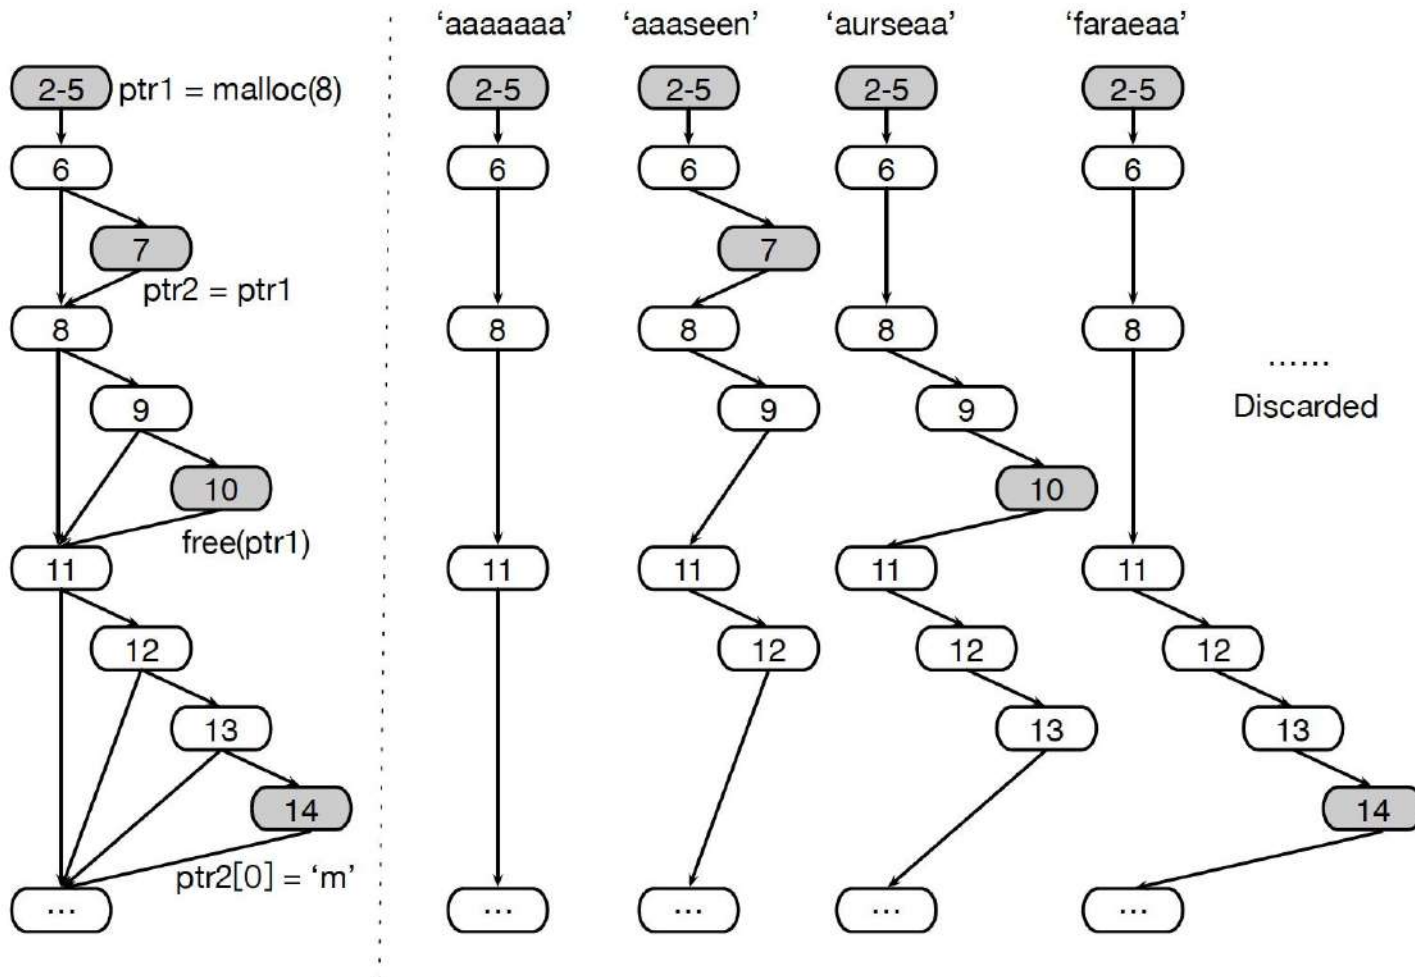 ‘aaaaaaa’ ‘aaaseen’ ‘aurseaa’ ‘faraeaa’
2-5 ptr1 = malloc(8) 2-5 2-5 2-5 2-5
6 6 6 6 6
7 7
ptr2 = ptr1
8 8 8 8 8
......
9 9 9
Discarded
10 10
free(ptr1)
11 11 11 11 11
12 12 12 12
13 13 13
14 14
ptr2[0] = ‘m’
... ... ... ... ...